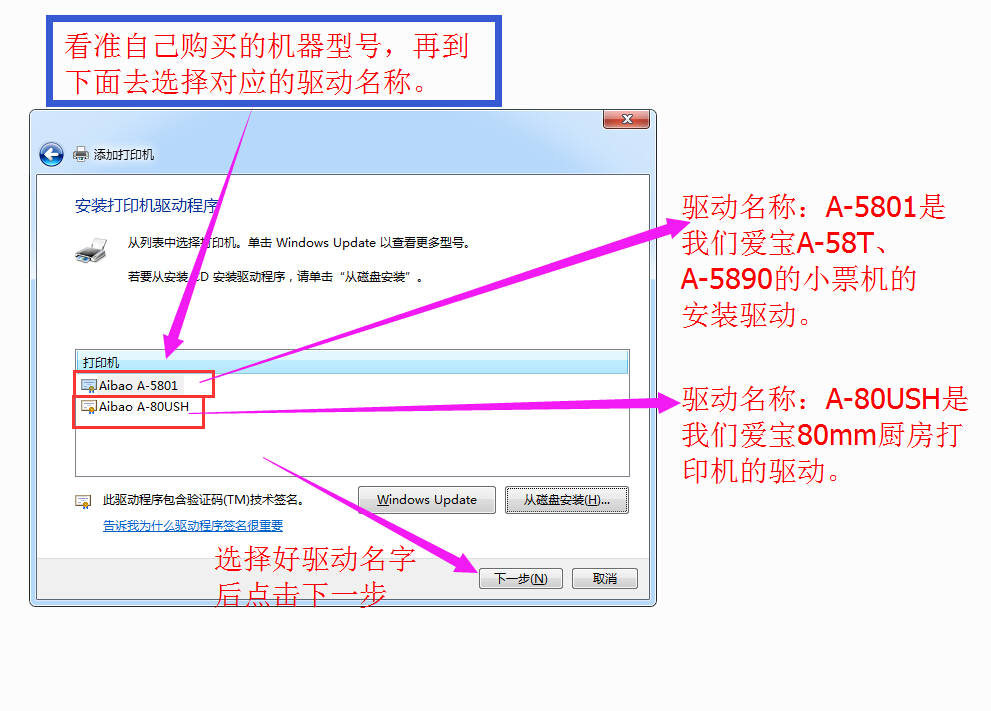 看准自己购买的机器型号，再到
下面去选择对应的驱动名称。
添加打印机
安装打印机驱动程序
从列表中选择打印机。单击 Windows Update 以查看更多型号。
若要从安装 CD 安装驱动程序，请单击“从磁盘安装”。
打印机
Aibao A-5801
Aibao A-80USH
驱动名称：A-5801是
我们爱宝A-58T、
A-5890的小票机的
安装驱动。
驱动名称：A-80USH是
我们爱宝80mm厨房打
印机的驱动。
此驱动程序包含验证码(TM)技术签名。
告诉我为什么驱动程序签名很重要
Windows Update
从磁盘安装(H)...
选择好驱动名字
后点击下一步
下一步(N)
取消